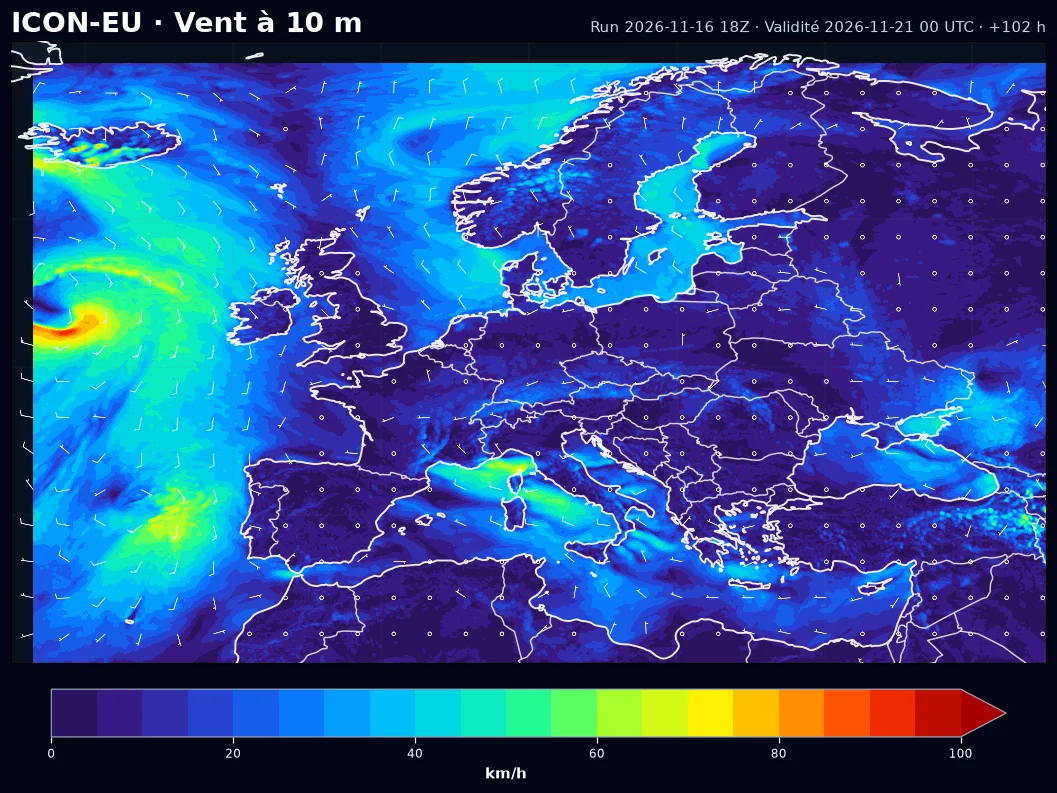 ICON-EU · Vent à 10 m
Run 2026-11-16 18Z · Validité 2026-11-21 00 UTC · +102 h
0 20 40 60 80 100
km/h